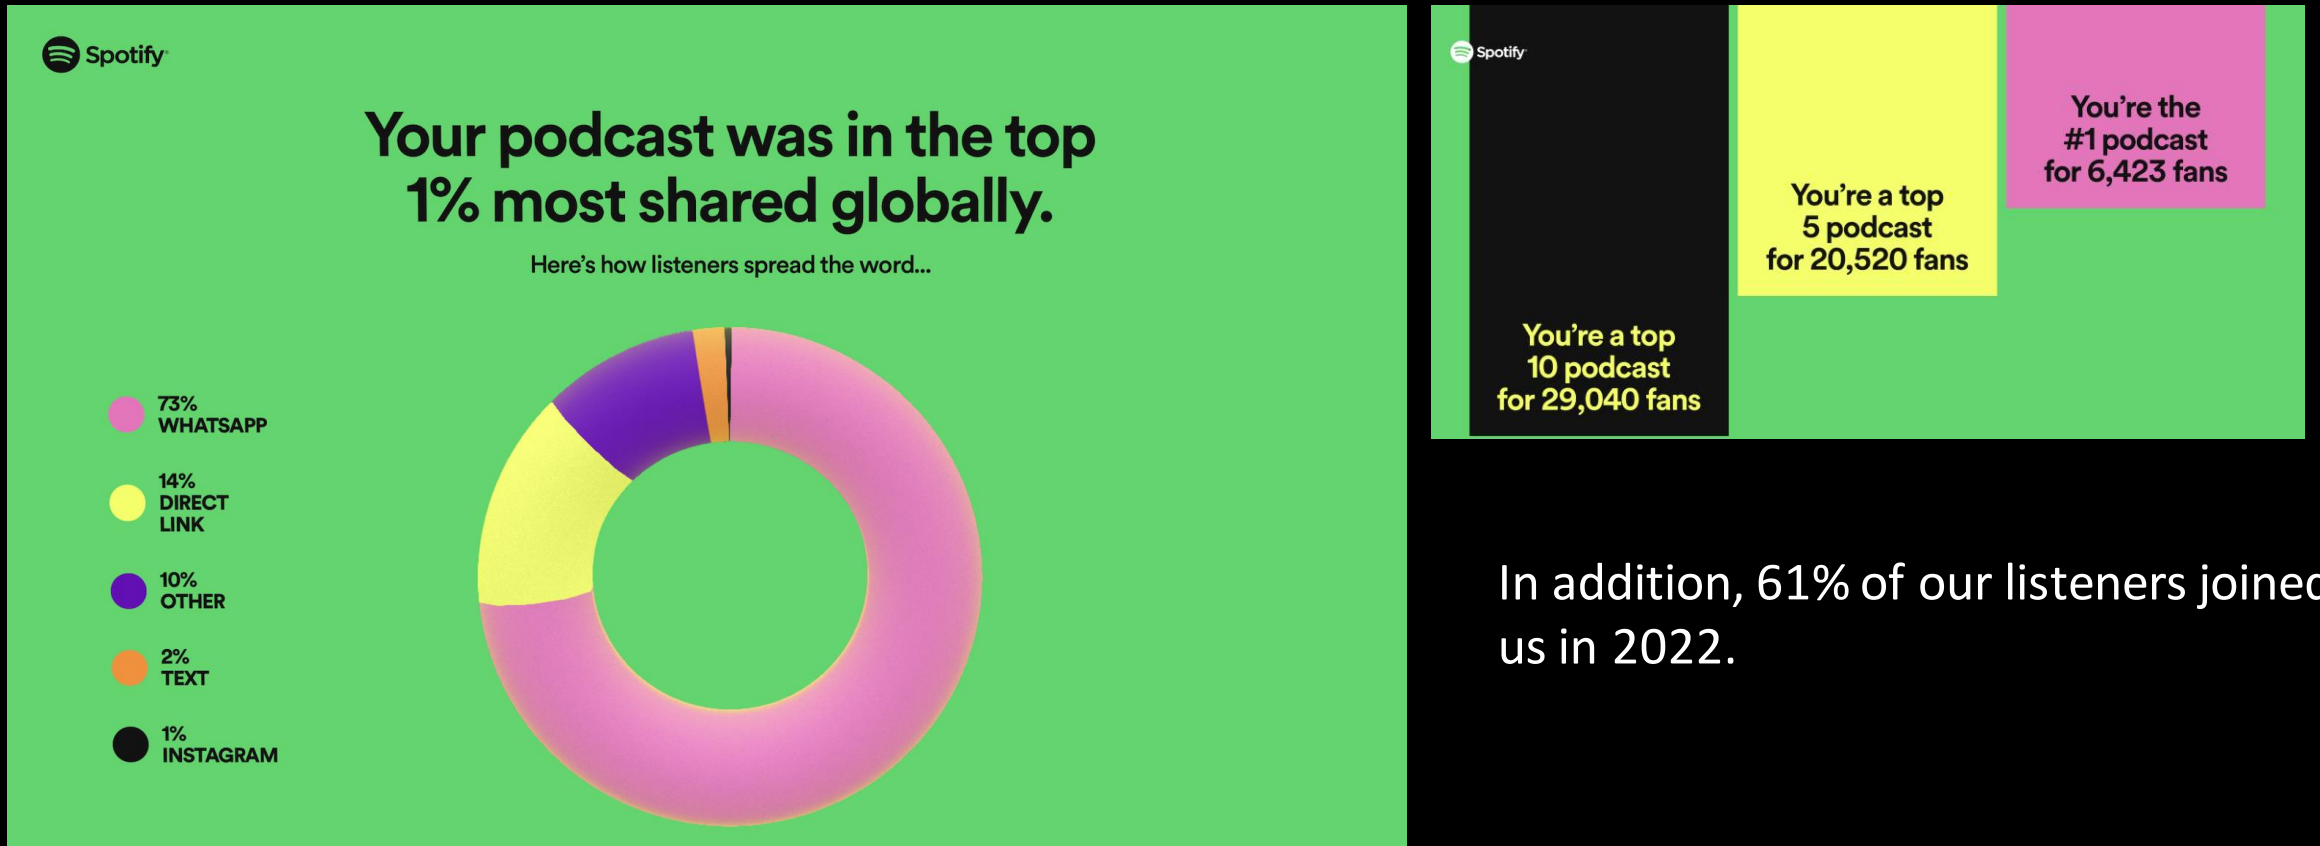 Spotify
Your podcast was in the top
1% most shared globally.
Here's how listeners spread the word...
73%
WHATSAPP
14%
DIRECT
LINK
10%
OTHER
2%
TEXT
1%
INSTAGRAM
Spotify
You're a top
10 podcast
for 29,040 fans
You're a top
5 podcast
for 20,520 fans
You're the
#1 podcast
for 6,423 fans
In addition, 61% of our listeners joined
us in 2022.